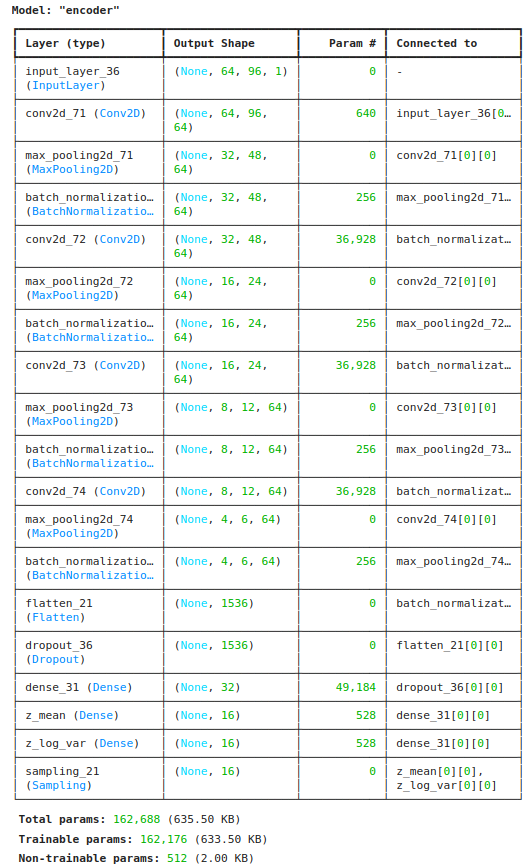 Model: "encoder"
Layer (type) Output Shape Param # Connected to
input_layer_36 (None, 64, 96, 1) 0 -
(InputLayer)
conv2d_71 (Conv2D) (None, 64, 96, 640 input_layer_36[0…
64)
max_pooling2d_71 (None, 32, 48, 0 conv2d_71[0][0]
(MaxPooling2D) 64)
batch_normalizatio… (None, 32, 48, 256 max_pooling2d_71…
(BatchNormalizatio… 64)
conv2d_72 (Conv2D) (None, 32, 48, 36,928 batch_normalizat…
64)
max_pooling2d_72 (None, 16, 24, 0 conv2d_72[0][0]
(MaxPooling2D) 64)
batch_normalizatio… (None, 16, 24, 256 max_pooling2d_72…
(BatchNormalizatio… 64)
conv2d_73 (Conv2D) (None, 16, 24, 36,928 batch_normalizat…
64)
max_pooling2d_73 (None, 8, 12, 64) 0 conv2d_73[0][0]
(MaxPooling2D)
batch_normalizatio… (None, 8, 12, 64) 256 max_pooling2d_73…
(BatchNormalizatio…
conv2d_74 (Conv2D) (None, 8, 12, 64) 36,928 batch_normalizat…
max_pooling2d_74 (None, 4, 6, 64) 0 conv2d_74[0][0]
(MaxPooling2D)
batch_normalizatio… (None, 4, 6, 64) 256 max_pooling2d_74…
(BatchNormalizatio…
flatten_21 (None, 1536) 0 batch_normalizat…
(Flatten)
dropout_36 (None, 1536) 0 flatten_21[0][0]
(Dropout)
dense_31 (Dense) (None, 32) 49,184 dropout_36[0][0]
z_mean (Dense) (None, 16) 528 dense_31[0][0]
z_log_var (Dense) (None, 16) 528 dense_31[0][0]
sampling_21 (None, 16) 0 z_mean[0][0],
(Sampling) z_log_var[0][0]
Total params: 162,688 (635.50 KB)
Trainable params: 162,176 (633.50 KB)
Non-trainable params: 512 (2.00 KB)